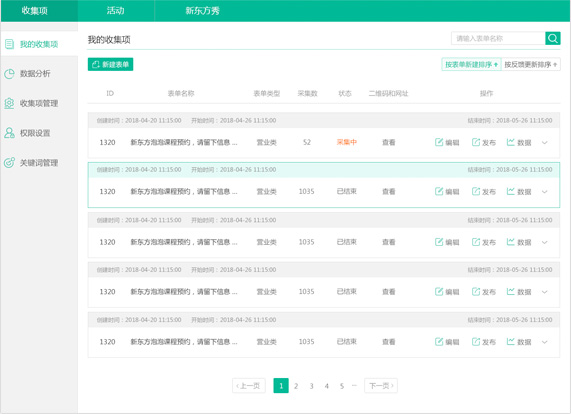 收集项 活动 新东方秀
我的收集项
数据分析
收集项管理
权限设置
关键词管理
我的收集项 请输入表单名称
新建表单 按表单新建排序 按反馈更新排序
ID 表单名称 表单类型 采集数 状态 二维码和网址 操作
创建时间：2018-04-20 11:15:00 开始时间：2018-04-26 11:15:00 结束时间：2018-05-26 11:15:00
1320 新东方泡泡课程预约，请留下信息 ... 营业类 52 采集中 查看 编辑 发布 数据
创建时间：2018-04-20 11:15:00 开始时间：2018-04-26 11:15:00 结束时间：2018-05-26 11:15:00
1320 新东方泡泡课程预约，请留下信息 ... 营业类 1035 已结束 查看 编辑 发布 数据
创建时间：2018-04-20 11:15:00 开始时间：2018-04-26 11:15:00 结束时间：2018-05-26 11:15:00
1320 新东方泡泡课程预约，请留下信息 ... 营业类 1035 已结束 查看 编辑 发布 数据
创建时间：2018-04-20 11:15:00 开始时间：2018-04-26 11:15:00 结束时间：2018-05-26 11:15:00
1320 新东方泡泡课程预约，请留下信息 ... 营业类 1035 已结束 查看 编辑 发布 数据
创建时间：2018-04-20 11:15:00 开始时间：2018-04-26 11:15:00 结束时间：2018-05-26 11:15:00
1320 新东方泡泡课程预约，请留下信息 ... 营业类 1035 已结束 查看 编辑 发布 数据
‹ 上一页 1 2 3 4 5 ... 下一页 ›